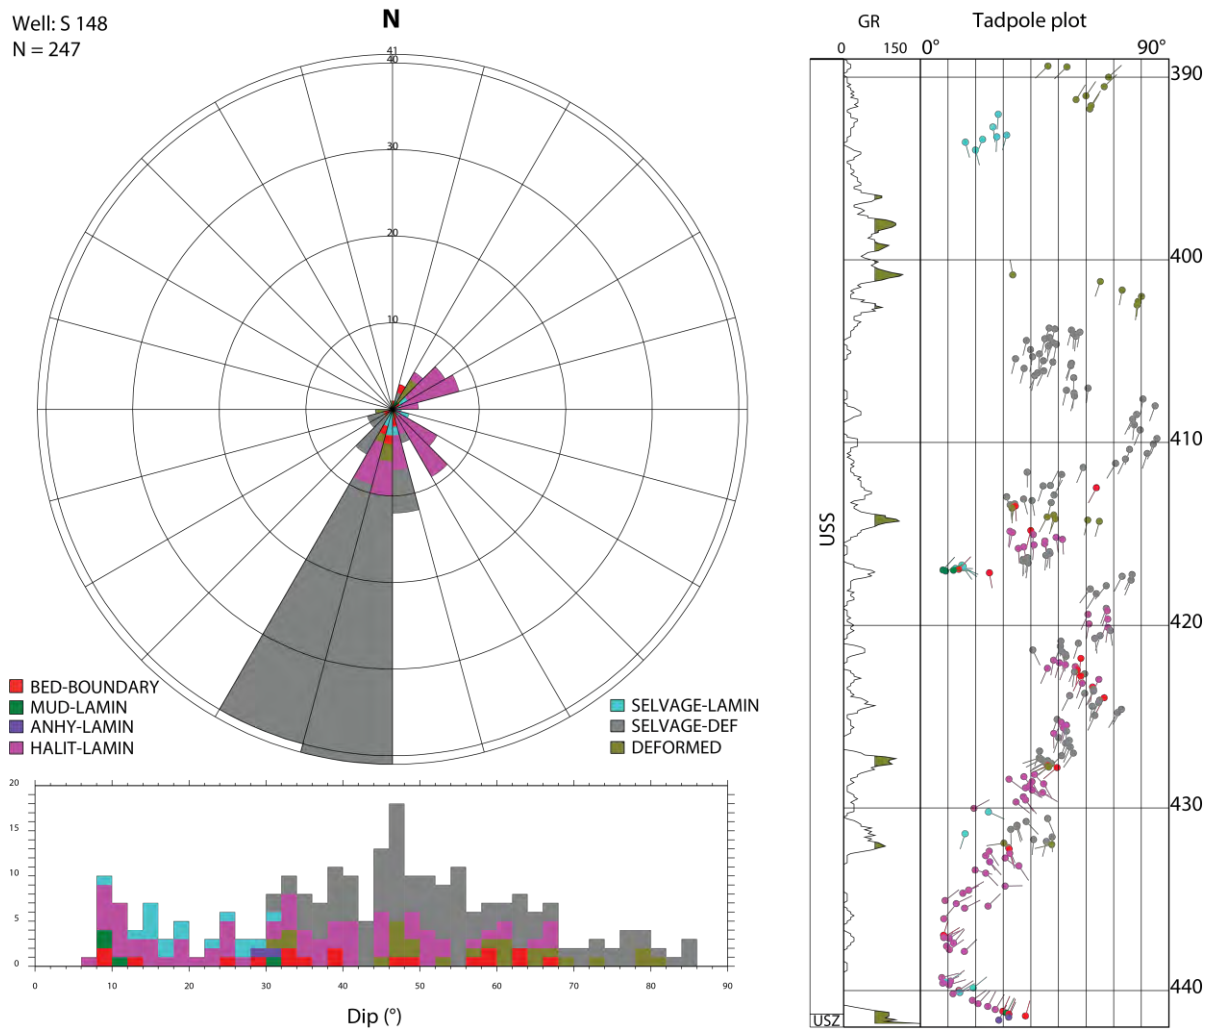 Well: S 148
N = 247
N
41
40
30
20
10
BED-BOUNDARY
MUD-LAMIN
ANHY-LAMIN
HALIT-LAMIN
SELVAGE-LAMIN
SELVAGE-DEF
DEFORMED
20
15
10
5
0
0 10 20 30 40 50 60 70 80 90
Dip (°)
GR Tadpole plot
0 150 0° 90°
390
400
410
420
430
440
USS
USZ